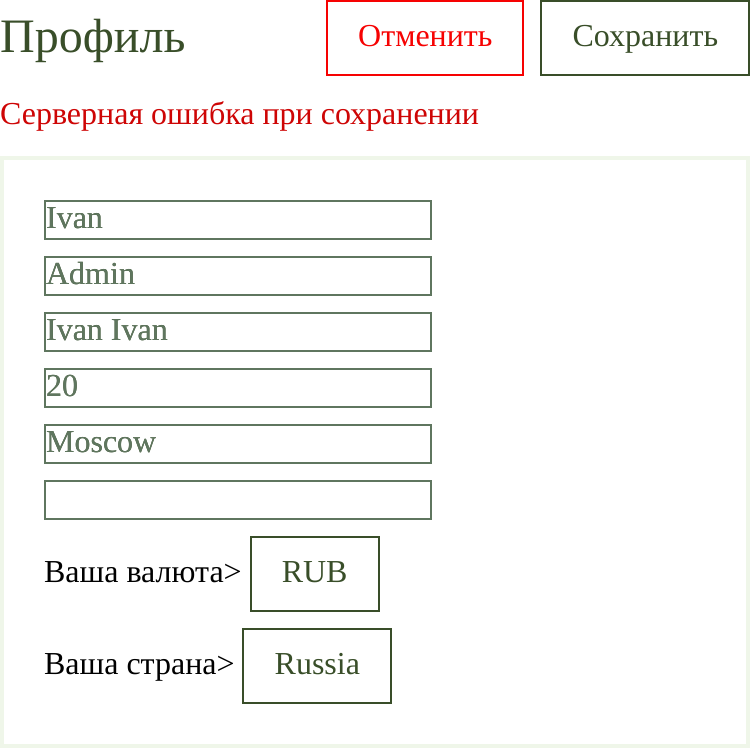 Профиль
Отменить
Сохранить
Серверная ошибка при сохранении
Ivan
Admin
Ivan Ivan
20
Moscow
Ваша валюта> RUB
Ваша страна> Russia